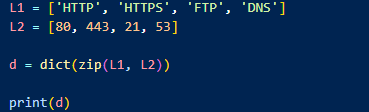 L1 = ['HTTP', 'HTTPS', 'FTP', 'DNS']
L2 = [80, 443, 21, 53]
d = dict(zip(L1, L2))
print(d)